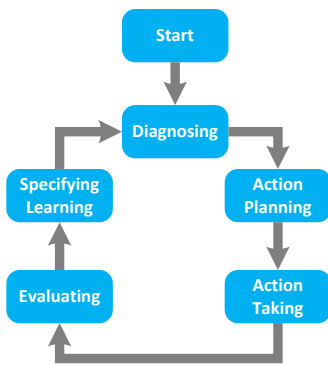 Start
Diagnosing
Action
Planning
Action
Taking
Evaluating
Specifying
Learning